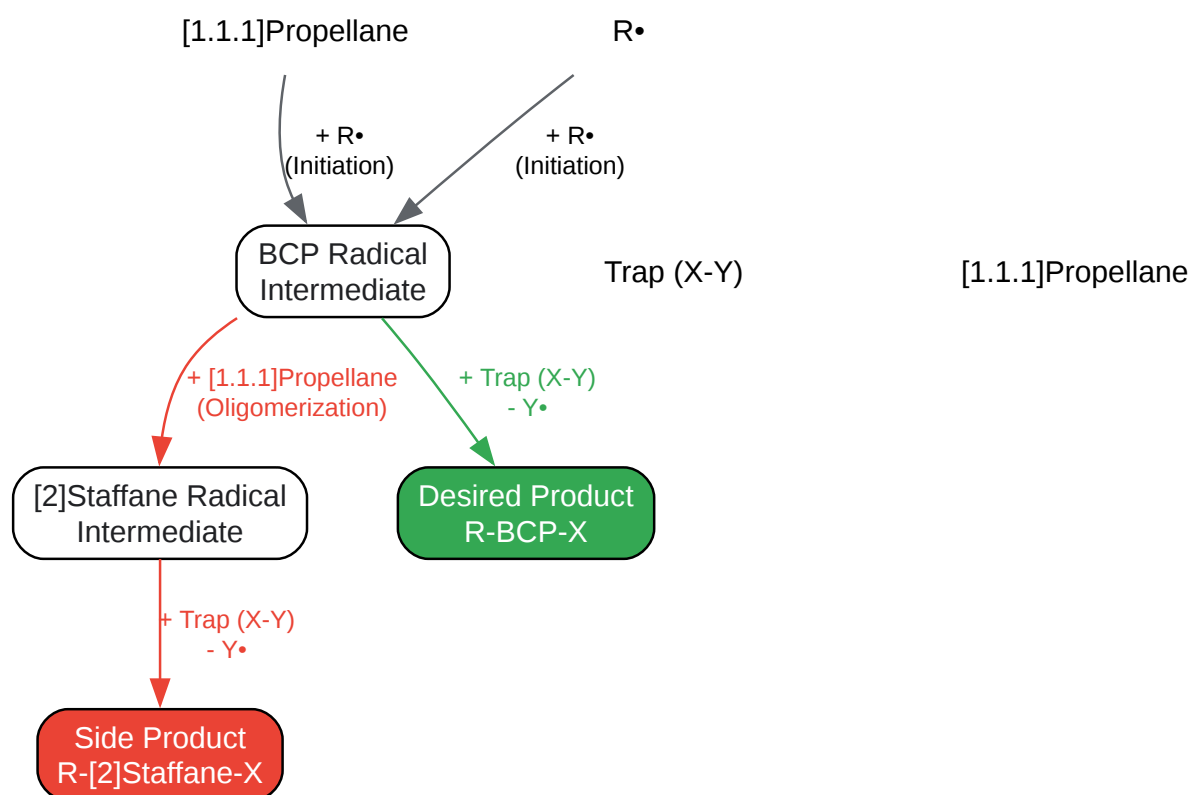 [1.1.1]Propellane
R•
+ R•
(Initiation)
+ R•
(Initiation)
BCP Radical
Intermediate
Trap (X-Y)
[1.1.1]Propellane
+ [1.1.1]Propellane
(Oligomerization)
+ Trap (X-Y)
- Y•
[2]Staffane Radical
Intermediate
Desired Product
R-BCP-X
+ Trap (X-Y)
- Y•
Side Product
R-[2]Staffane-X